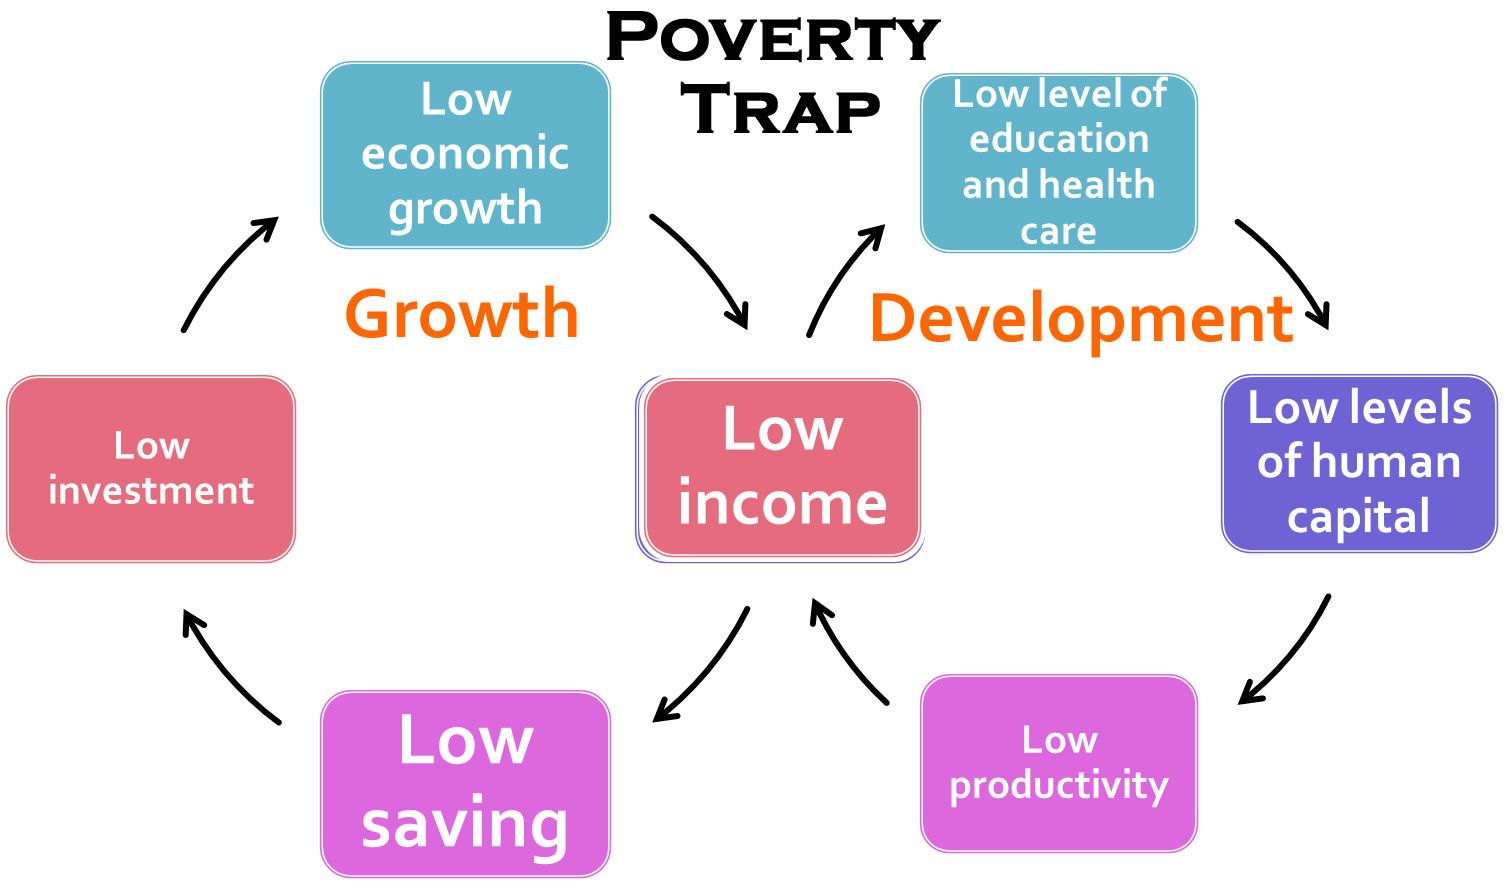 POVERTY
TRAP
Low
economic
growth
Low level of
education
and health
care
Growth
Development
Low
investment
Low
income
Low levels
of human
capital
Low
saving
Low
productivity